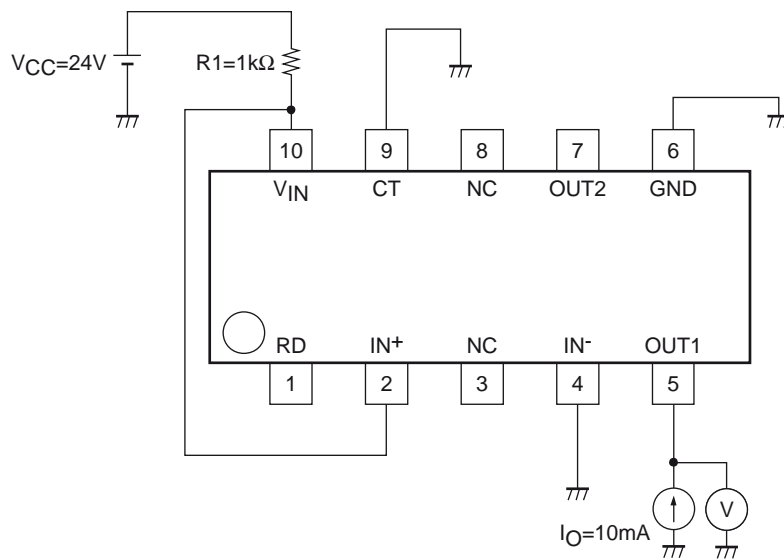 VCC=24V
R1=1kΩ
10 9 8 7 6
VIN CT NC OUT2 GND
RD IN+ NC IN- OUT1
1 2 3 4 5
IO=10mA
V